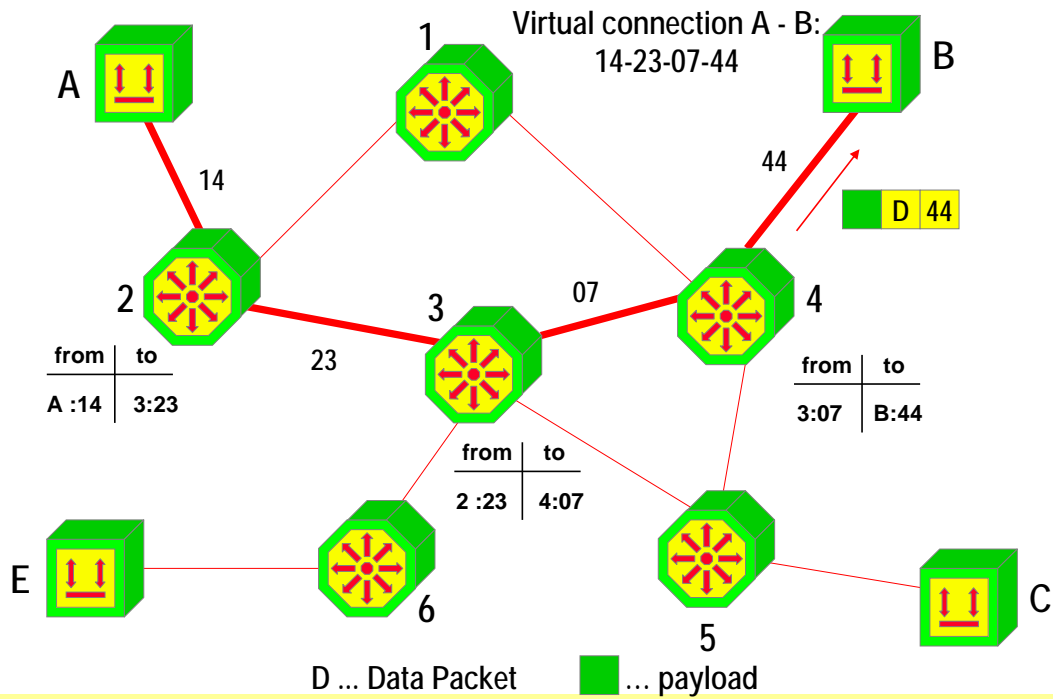 Virtual connection A - B:
14-23-07-44
A
1
B
14
44
D 44
2
3
07
4
23
from to
A :14 3:23
from to
3:07 B:44
from to
2 :23 4:07
E
6
5
C
D ... Data Packet ... payload